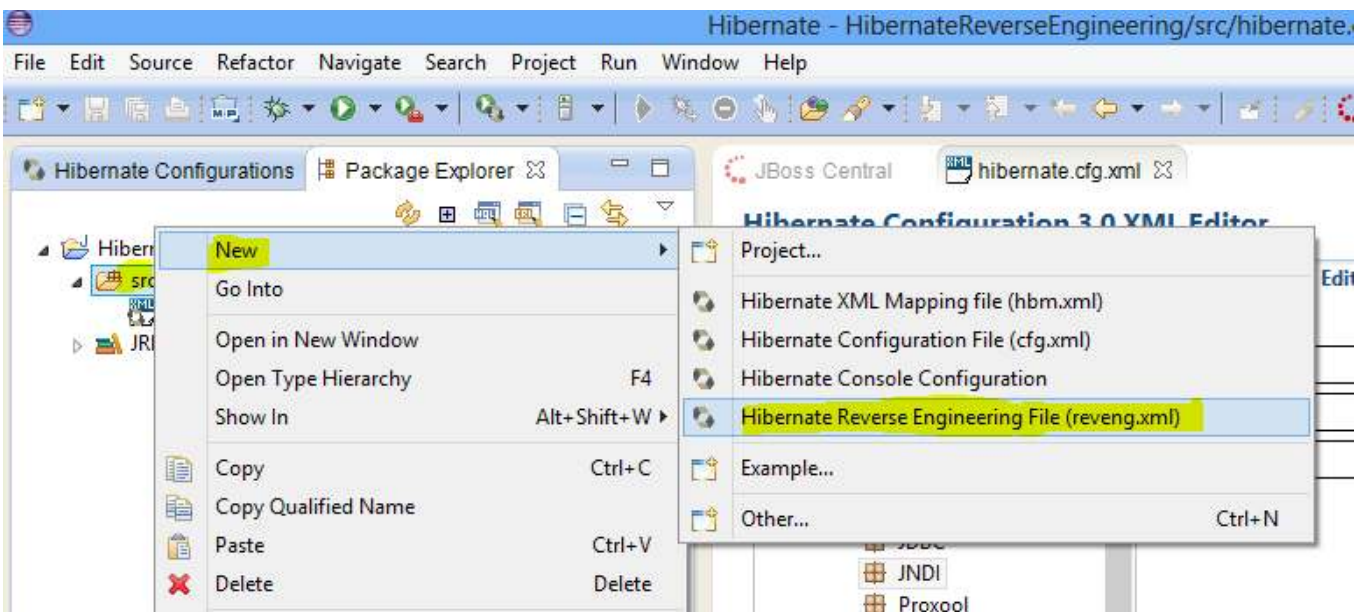 Hibernate - HibernateReverseEngineering/src/hibernate.
File Edit Source Refactor Navigate Search Project Run Window Help
Hibernate Configurations Package Explorer JBoss Central hibernate.cfg.xml
Hibernate Configuration 3.0 XML Editor
Hibern
src
JR
New
Go Into
Open in New Window
Open Type Hierarchy F4
Show In Alt+Shift+W
Copy Ctrl+C
Copy Qualified Name
Paste Ctrl+V
Delete Delete
Project...
Hibernate XML Mapping file (hbm.xml)
Hibernate Configuration File (cfg.xml)
Hibernate Console Configuration
Hibernate Reverse Engineering File (reveng.xml)
Example...
Other... Ctrl+N
Edit
JDBC
JNDI
Proxool